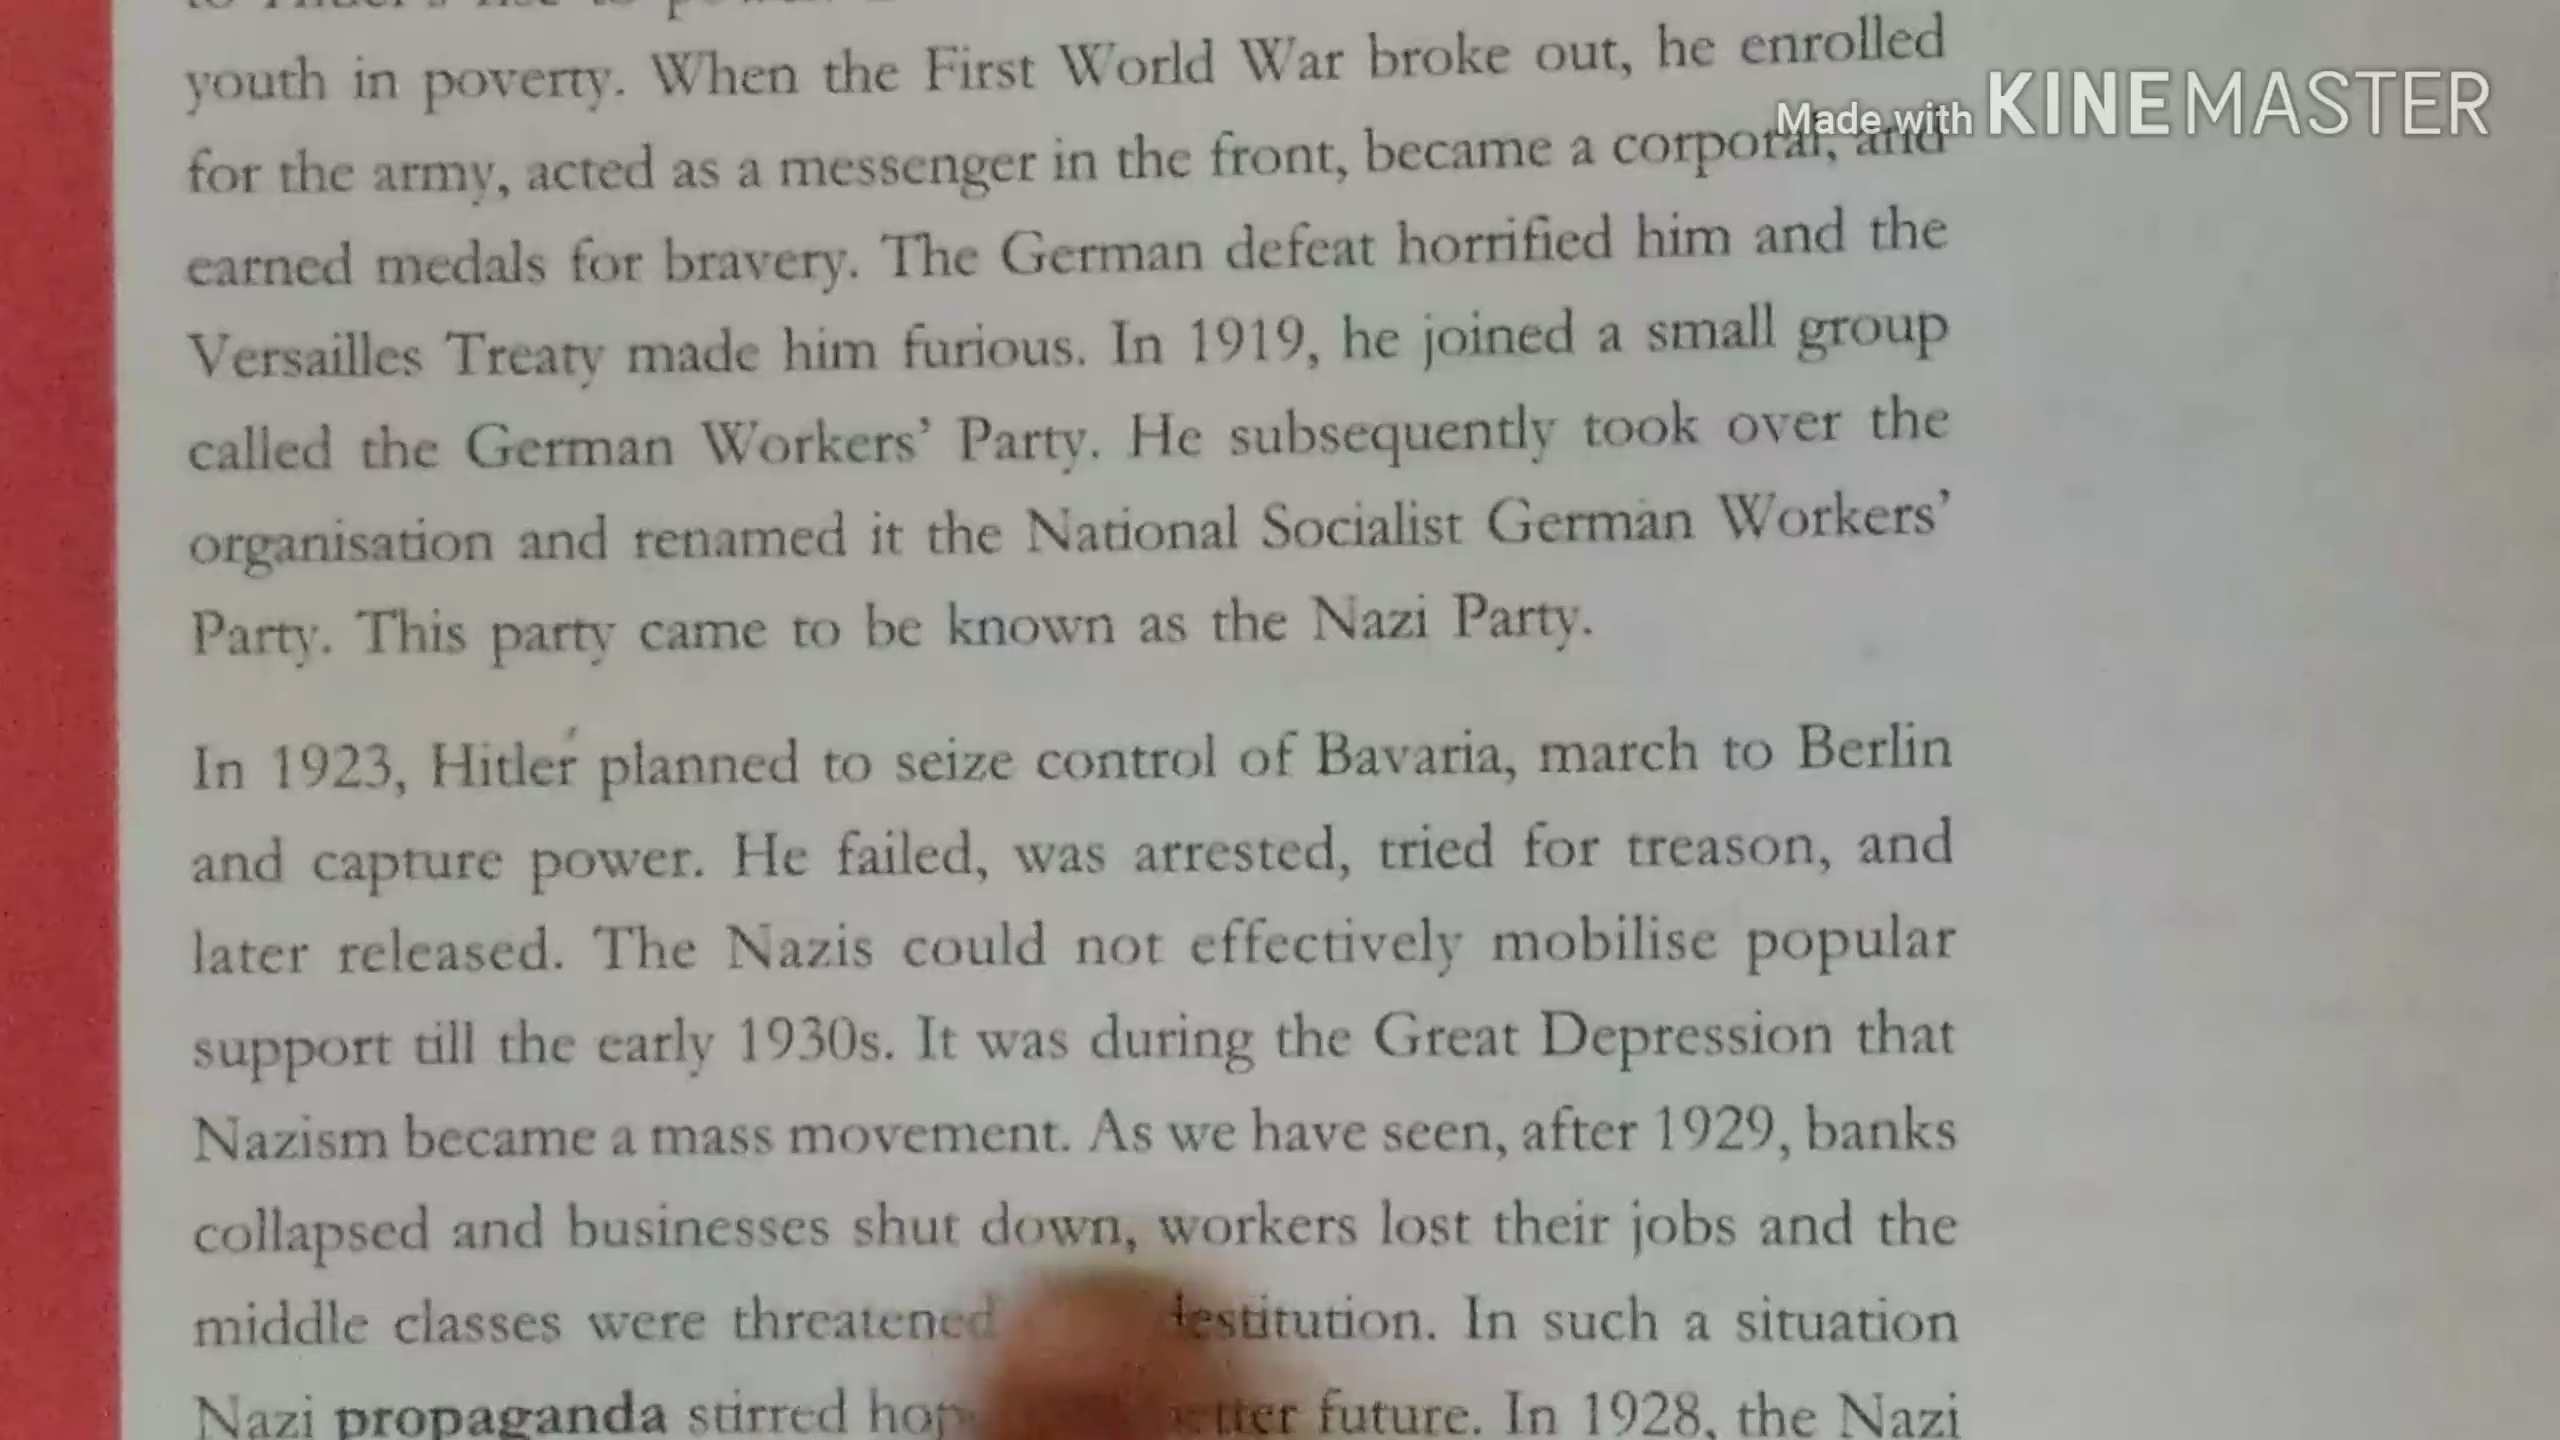 to Hitler's rise to power.
youth in poverty. When the First World War broke out, he enrolled
Made with KINEMASTER
for the army, acted as a messenger in the front, became a corporal, and
earned medals for bravery. The German defeat horrified him and the
Versailles Treaty made him furious. In 1919, he joined a small group
called the German Workers' Party. He subsequently took over the
organisation and renamed it the National Socialist German Workers'
Party. This party came to be known as the Nazi Party.
In 1923, Hitler planned to seize control of Bavaria, march to Berlin
and capture power. He failed, was arrested, tried for treason, and
later released. The Nazis could not effectively mobilise popular
support till the early 1930s. It was during the Great Depression that
Nazism became a mass movement. As we have seen, after 1929, banks
collapsed and businesses shut down, workers lost their jobs and the
middle classes were threatened destitution. In such a situation
Nazi propaganda stirred future. In 1928, the Nazi